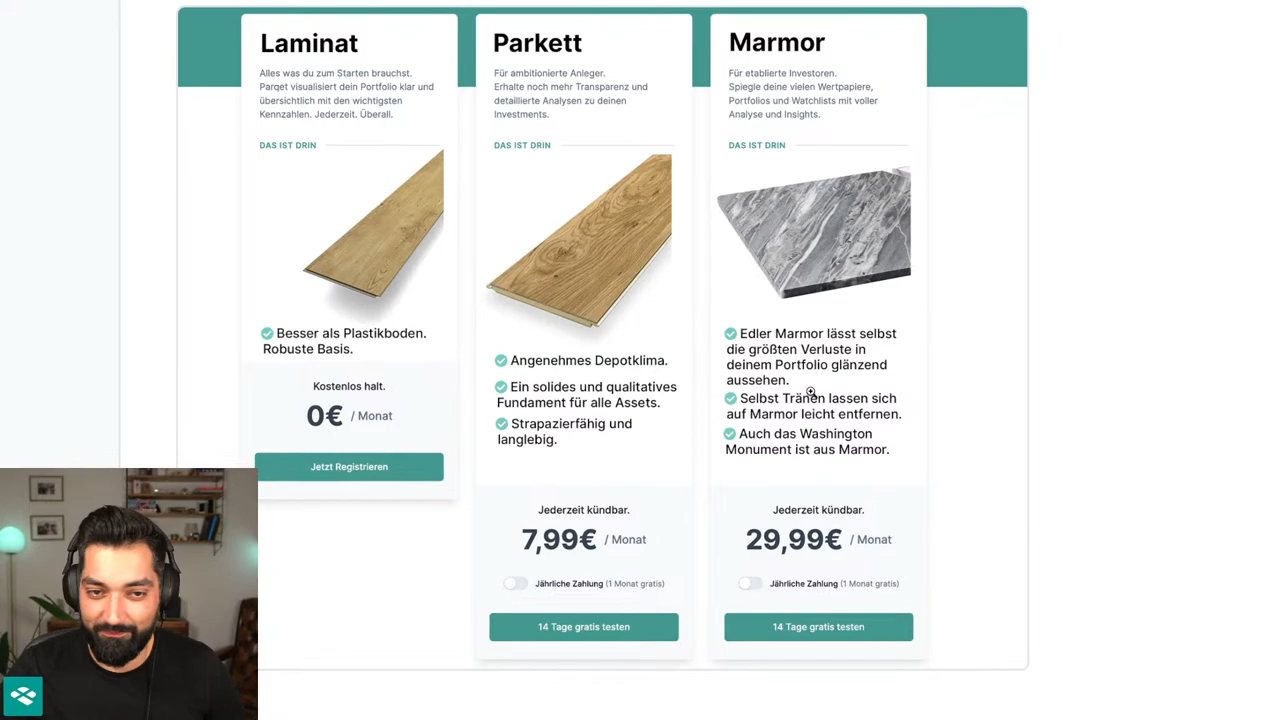 Laminat
Alles was du zum Starten brauchst.
Parqet visualisiert dein Portfolio klar und
übersichtlich mit den wichtigsten
Kennzahlen. Jederzeit. Überall.
DAS IST DRIN
Besser als Plastikboden.
Robuste Basis.
Kostenlos halt.
0€ / Monat
Jetzt Registrieren
Parkett
Für ambitionierte Anleger.
Erhalte noch mehr Transparenz und
detaillierte Analysen zu deinen
Investments.
DAS IST DRIN
Angenehmes Depotklima.
Ein solides und qualitatives
Fundament für alle Assets.
Strapazierfähig und
langlebig.
Jederzeit kündbar.
7,99€ / Monat
Jährliche Zahlung (1 Monat gratis)
14 Tage gratis testen
Marmor
Für etablierte Investoren.
Spiegle deine vielen Wertpapiere,
Portfolios und Watchlists mit voller
Analyse und Insights.
DAS IST DRIN
Edler Marmor lässt selbst
die größten Verluste in
deinem Portfolio glänzend
aussehen.
Selbst Tränen lassen sich
auf Marmor leicht entfernen.
Auch das Washington
Monument ist aus Marmor.
Jederzeit kündbar.
29,99€ / Monat
Jährliche Zahlung (1 Monat gratis)
14 Tage gratis testen